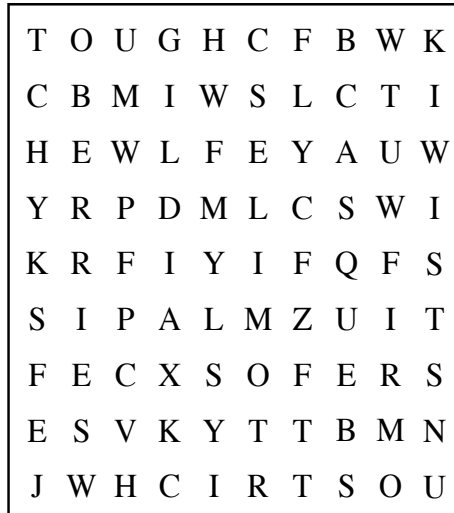 T O U G H C F B W K
C B M I W S L C T I
H E W L F E Y A U W
Y R P D M L C S W I
K R F I Y I F Q F S
S I P A L M Z U I T
F E C X S O F E R S
E S V K Y T T B M N
J W H C I R T S O U